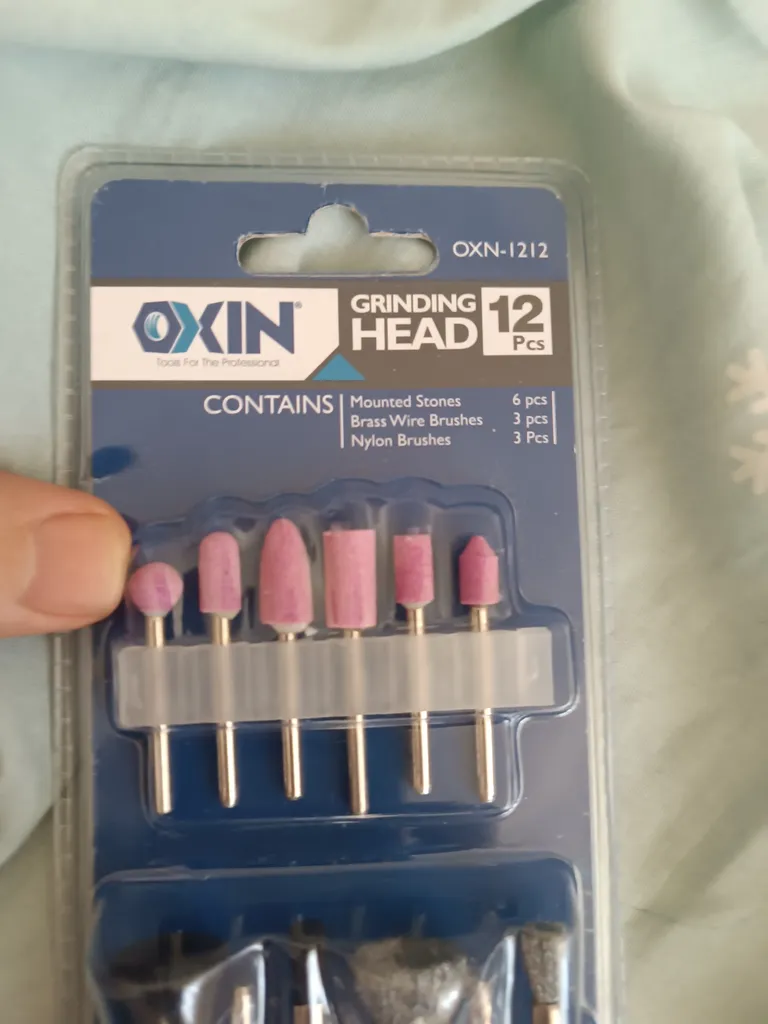 OXN-1212
OXIN®
Tools For The Professional
GRINDING
HEAD
12
Pcs
CONTAINS
Mounted Stones 6 pcs
Brass Wire Brushes 3 pcs
Nylon Brushes 3 Pcs